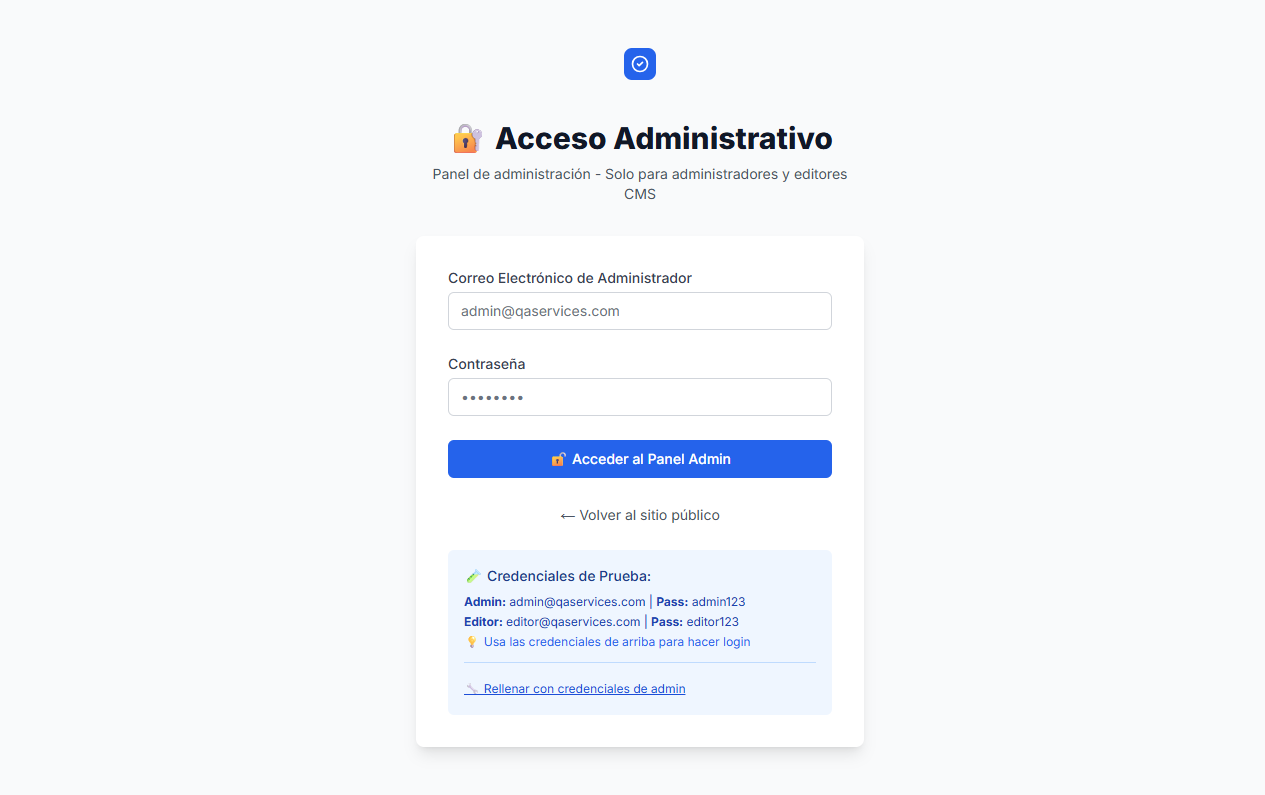 Acceso Administrativo
Panel de administración - Solo para administradores y editores
CMS
Correo Electrónico de Administrador
admin@qaservices.com
Contraseña
••••••••
Acceder al Panel Admin
← Volver al sitio público
Credenciales de Prueba:
Admin: admin@qaservices.com | Pass: admin123
Editor: editor@qaservices.com | Pass: editor123
Usa las credenciales de arriba para hacer login
Rellenar con credenciales de admin